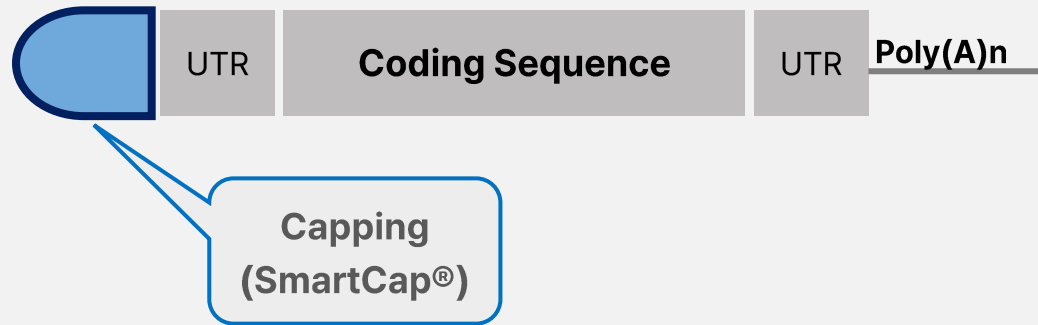 UTR
Coding Sequence
UTR
Poly(A)n
Capping
(SmartCap®)